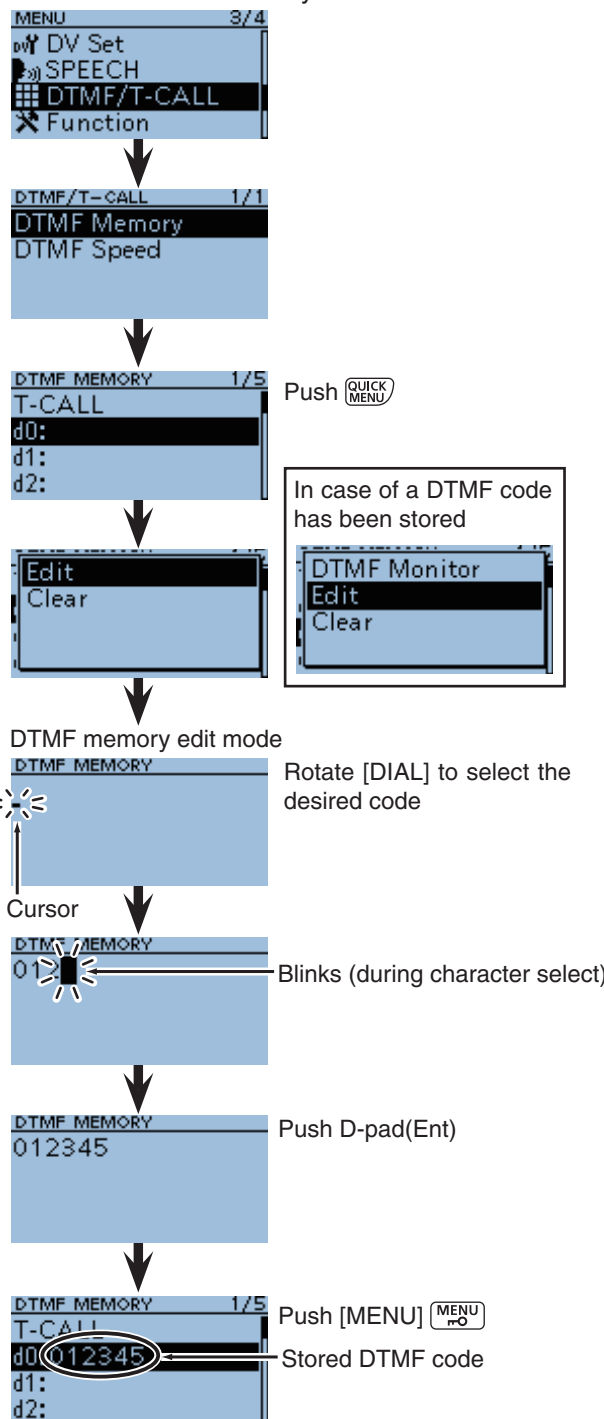 MENU 3/4
DV Set
SPEECH
DTMF/T-CALL
Function
DTMF/T-CALL 1/1
DTMF Memory
DTMF Speed
DTMF MEMORY 1/5
T-CALL
d0:
d1:
d2:
Push QUICK MENU
Edit
Clear
In case of a DTMF code
has been stored
DTMF Monitor
Edit
Clear
DTMF memory edit mode
DTMF MEMORY
Rotate [DIAL] to select the
desired code
Cursor
DTMF MEMORY
012
Blinks (during character select)
DTMF MEMORY
012345
Push D-pad(Ent)
DTMF MEMORY 1/5
T-CALL
d0 012345
d1:
d2:
Push [MENU] MENU
Stored DTMF code